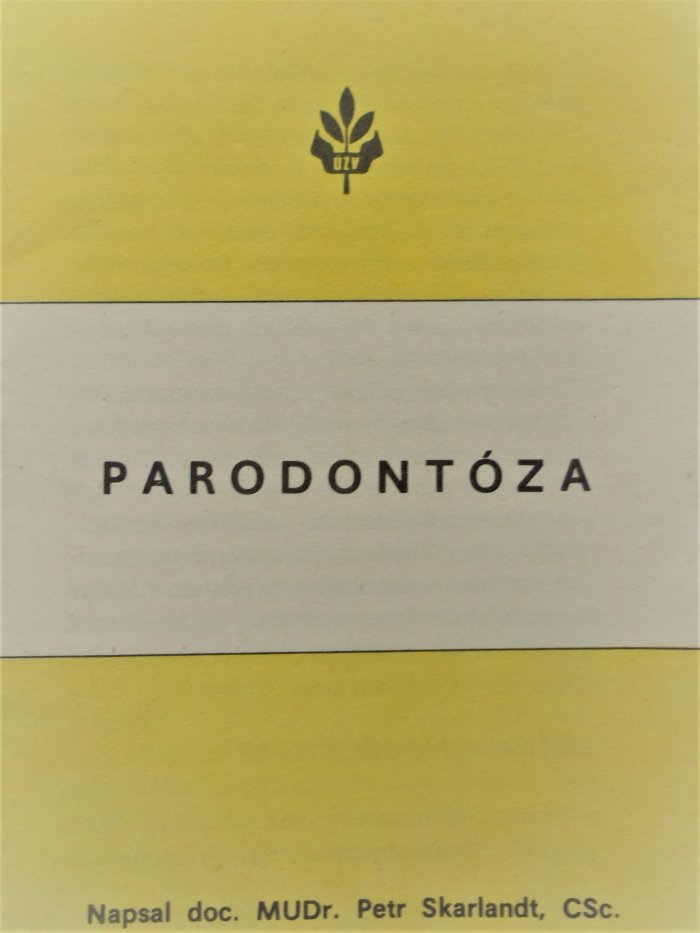 ÚZV
PARODONTÓZA
Napsal doc. MUDr. Petr Skarlandt, CSc.